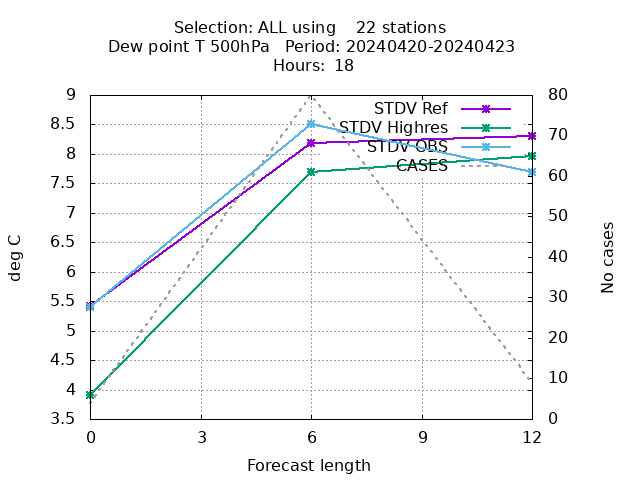 Selection: ALL using    22 stations
Dew point T 500hPa   Period: 20240420-20240423
Hours:  18
STDV Ref
STDV Highres
STDV OBS
CASES
9
8.5
8
7.5
7
6.5
6
5.5
5
4.5
4
3.5
80
70
60
50
40
30
20
10
0
deg C
No cases
0 3 6 9 12
Forecast length